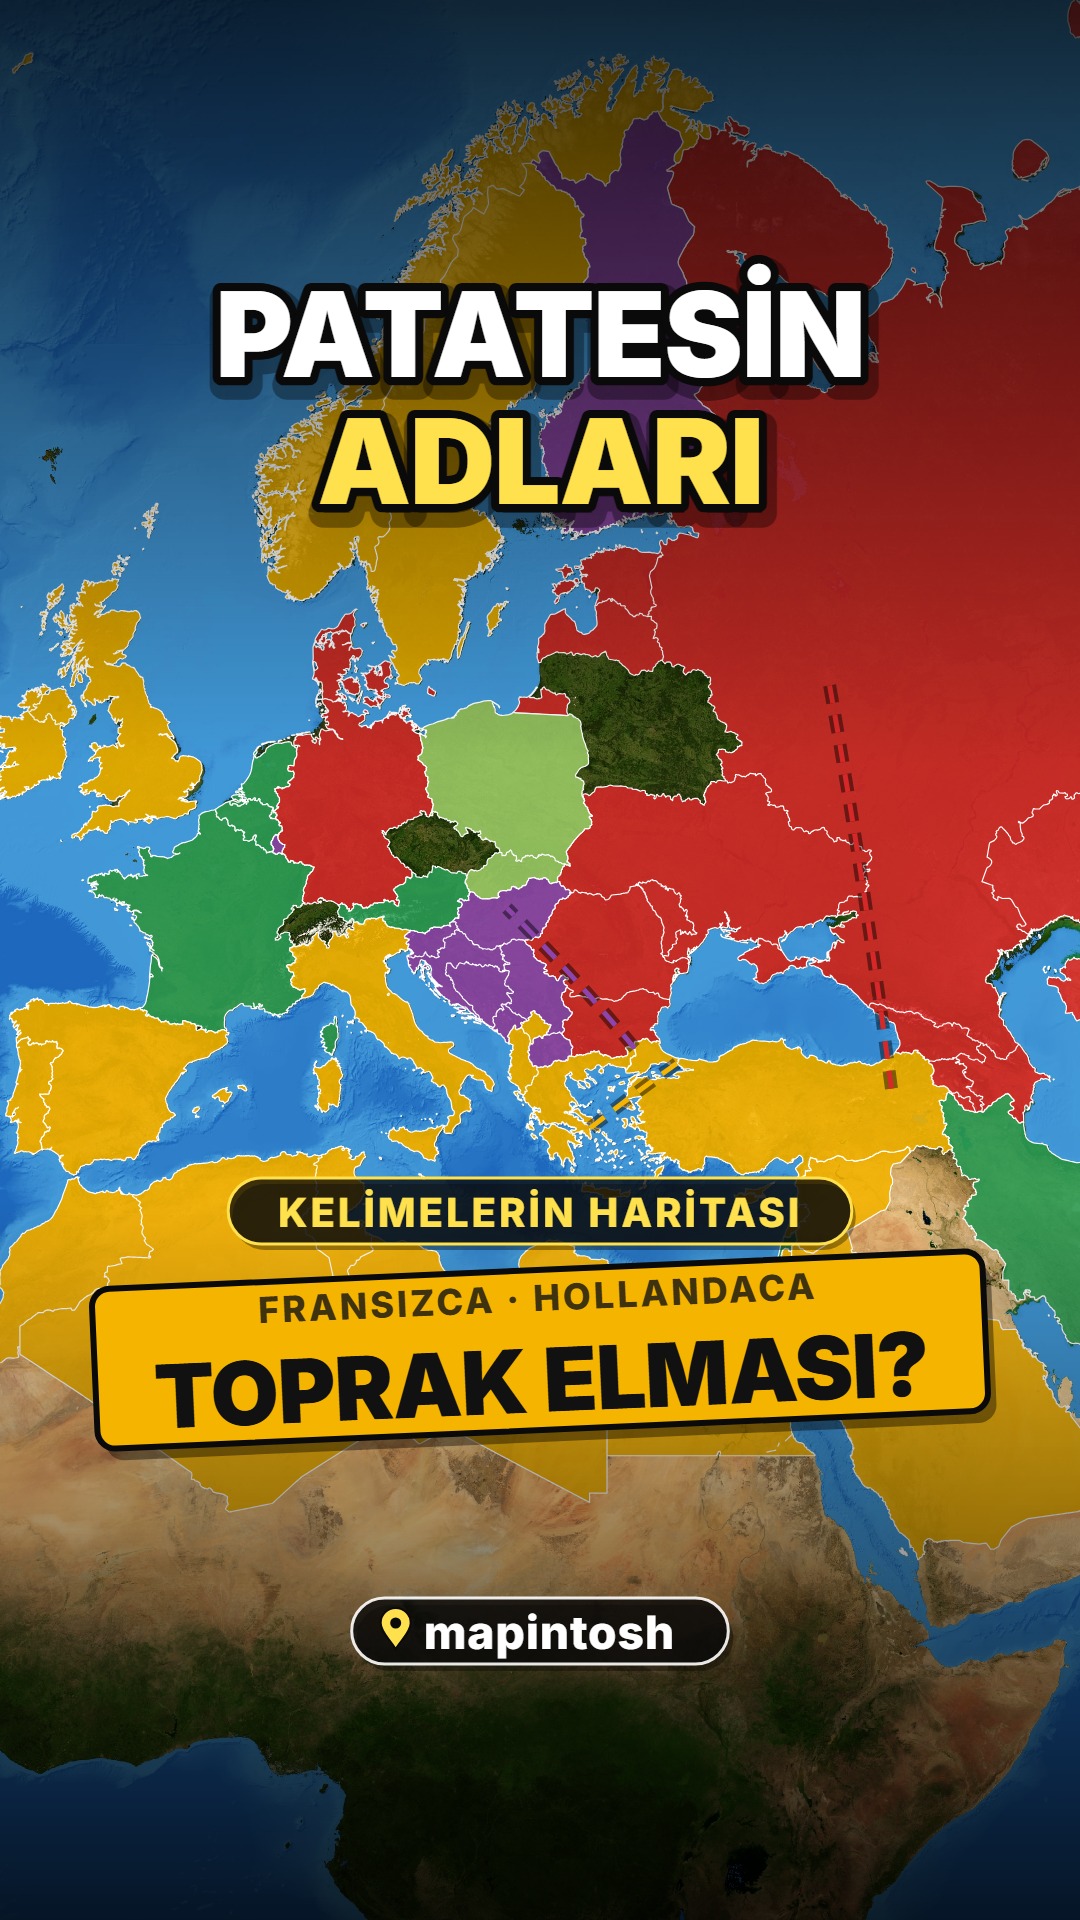 PATATESİN
ADLARI
KELİMELERİN HARİTASI
FRANSIZCA · HOLLANDACA
TOPRAK ELMASI?
mapintosh